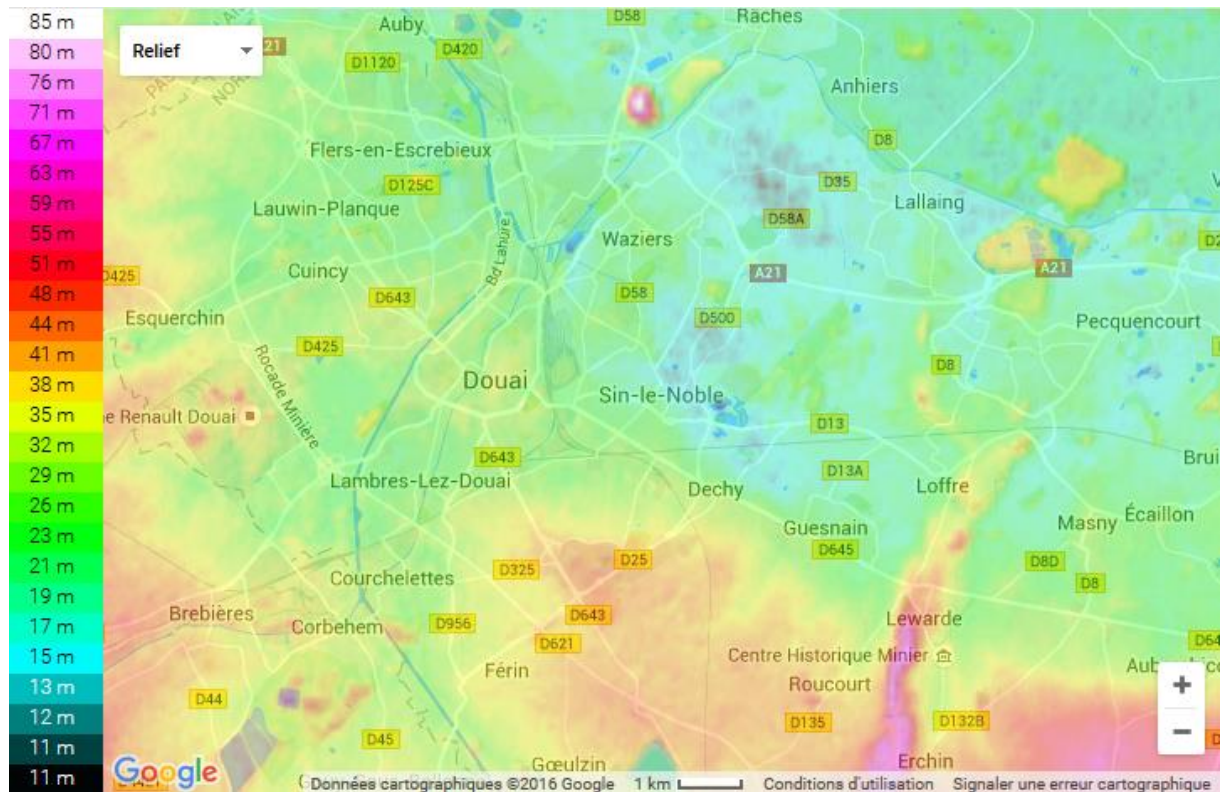 85 m
80 m
76 m
71 m
67 m
63 m
59 m
55 m
51 m
48 m
44 m
41 m
38 m
35 m
32 m
29 m
26 m
23 m
21 m
19 m
17 m
15 m
13 m
12 m
11 m
11 m
Relief
D58
Raches
Auby
21
D420
D1120
Anhiers
D8
Flers-en-Escrebieux
D125C
D35
Lauwin-Planque
Lallaing
D58A
Waziers
Bd Lahure
Cuincy
D425
A21
A21
D643
D58
Esquerchin
D500
Pecquencourt
D425
Rocade Minière
D8
Douai
Sin-le-Noble
e Renault Douai
D13
D643
Brui
Lambres-Lez-Douai
D13A
Dechy
Loffre
Guesnain
Masny
Écaillon
D645
D25
D8D
D325
Courchelettes
D8
Brebières
Corbehem
D956
D643
Lewarde
D621
D64
Centre Historique Minier
Férin
Roucourt
D44
D135
D132B
D45
Gœulzin
Erchin
+
−
Google
Données cartographiques ©2016 Google
1 km
Conditions d'utilisation
Signaler une erreur cartographique